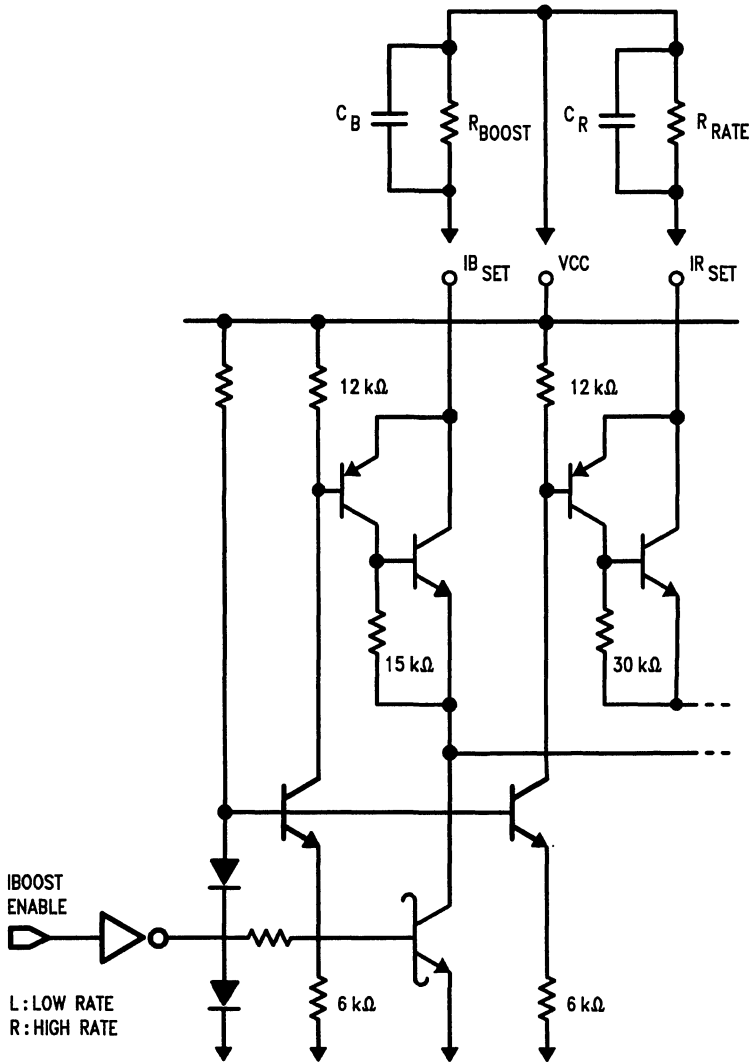 C B
R BOOST
C R
R RATE
IB SET
VCC
IR SET
12 kΩ
12 kΩ
15 kΩ
30 kΩ
IBOOST
ENABLE
L: LOW RATE
R: HIGH RATE
6 kΩ
6 kΩ